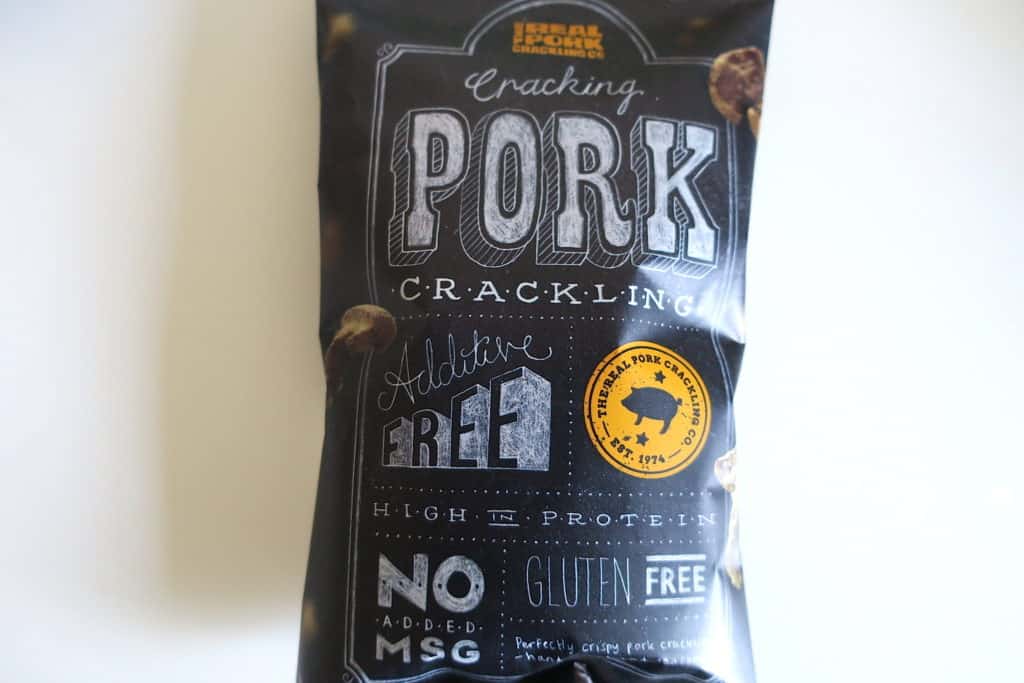 THE REAL
PORK
CRACKLING CO
Cracking
PORK
CRACKLING
Additive
FREE
THE REAL PORK CRACKLING CO.
EST. 1974
HIGH IN PROTEIN
NO
ADDED
MSG
GLUTEN FREE
Perfectly crispy pork